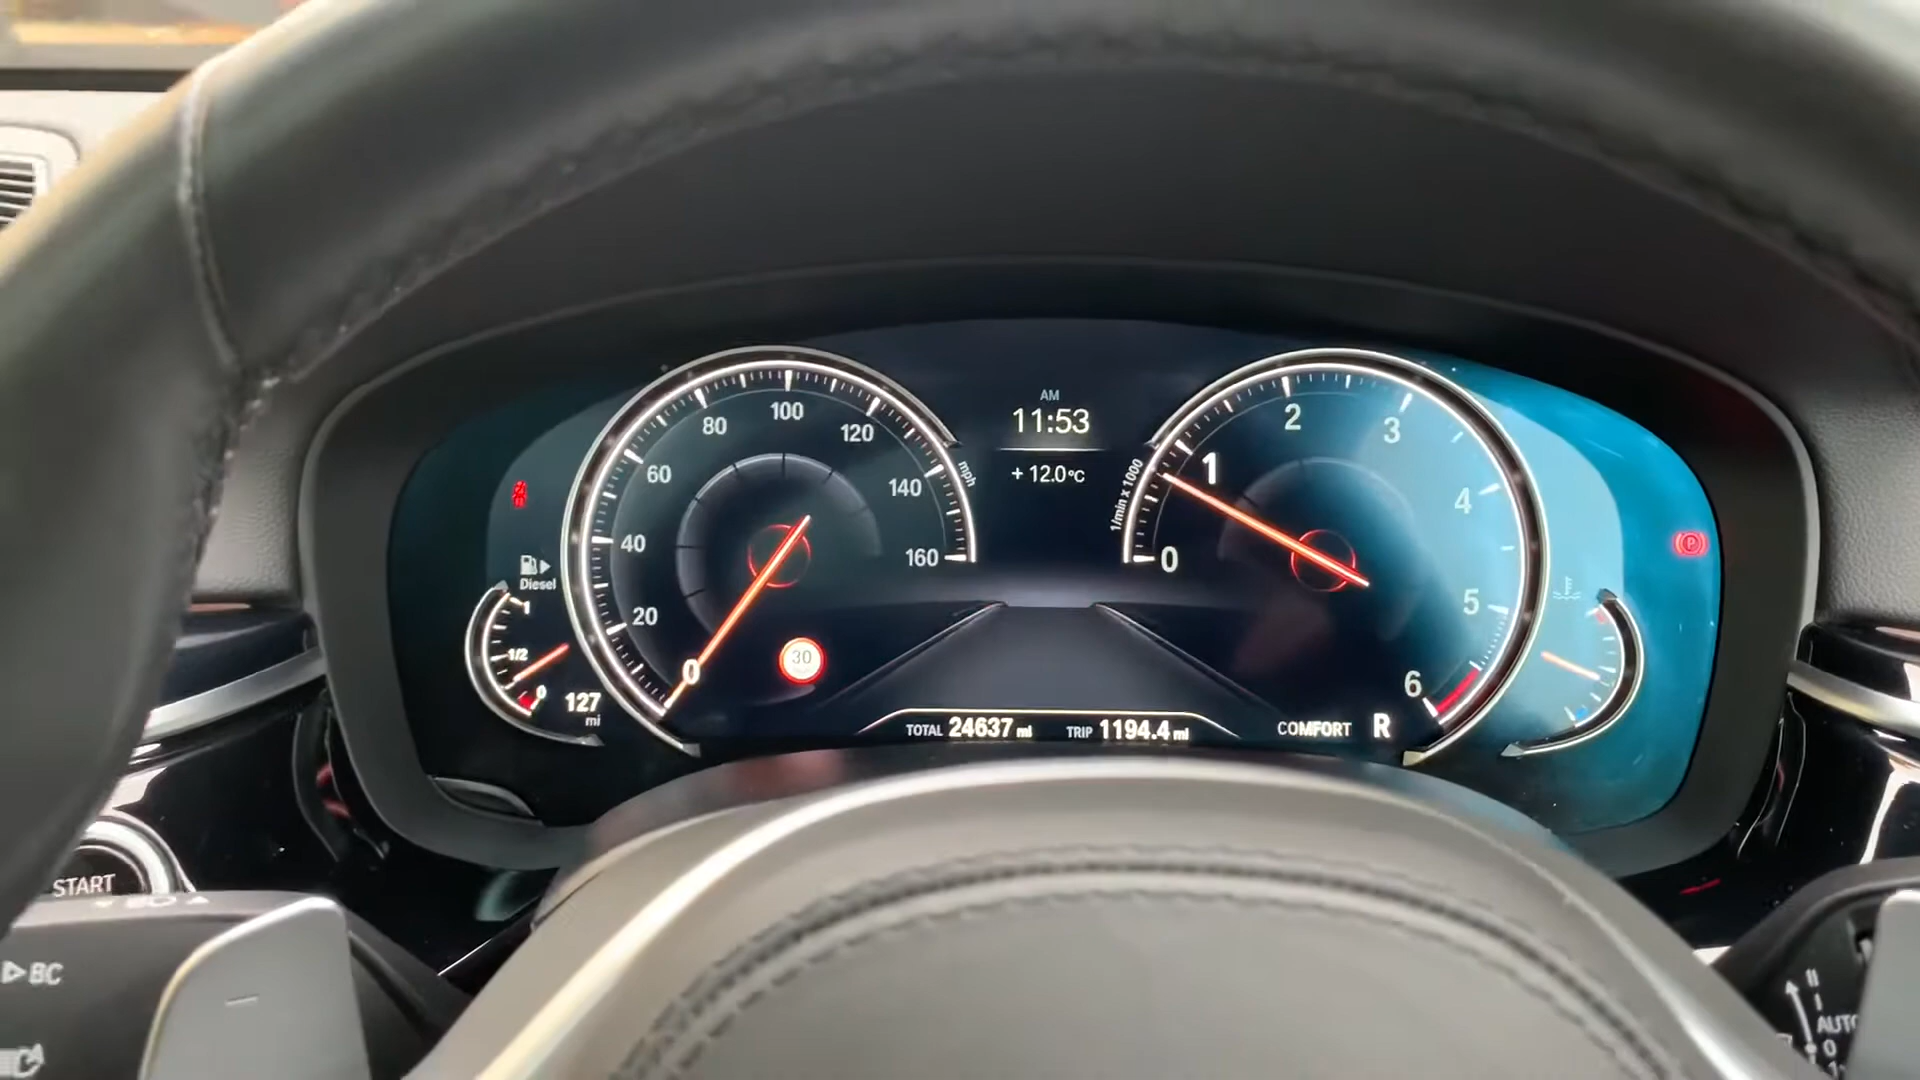 AM
11:53
+ 12.0°C
20
40
60
80
100
120
140
160
mph
0
30
1/min x 1000
0
1
2
3
4
5
6
Diesel
1
1/2
0
127
mi
TOTAL 24637 mi TRIP 1194.4 mi
COMFORT R
P
START
BC
A
II
I
AUTO
0